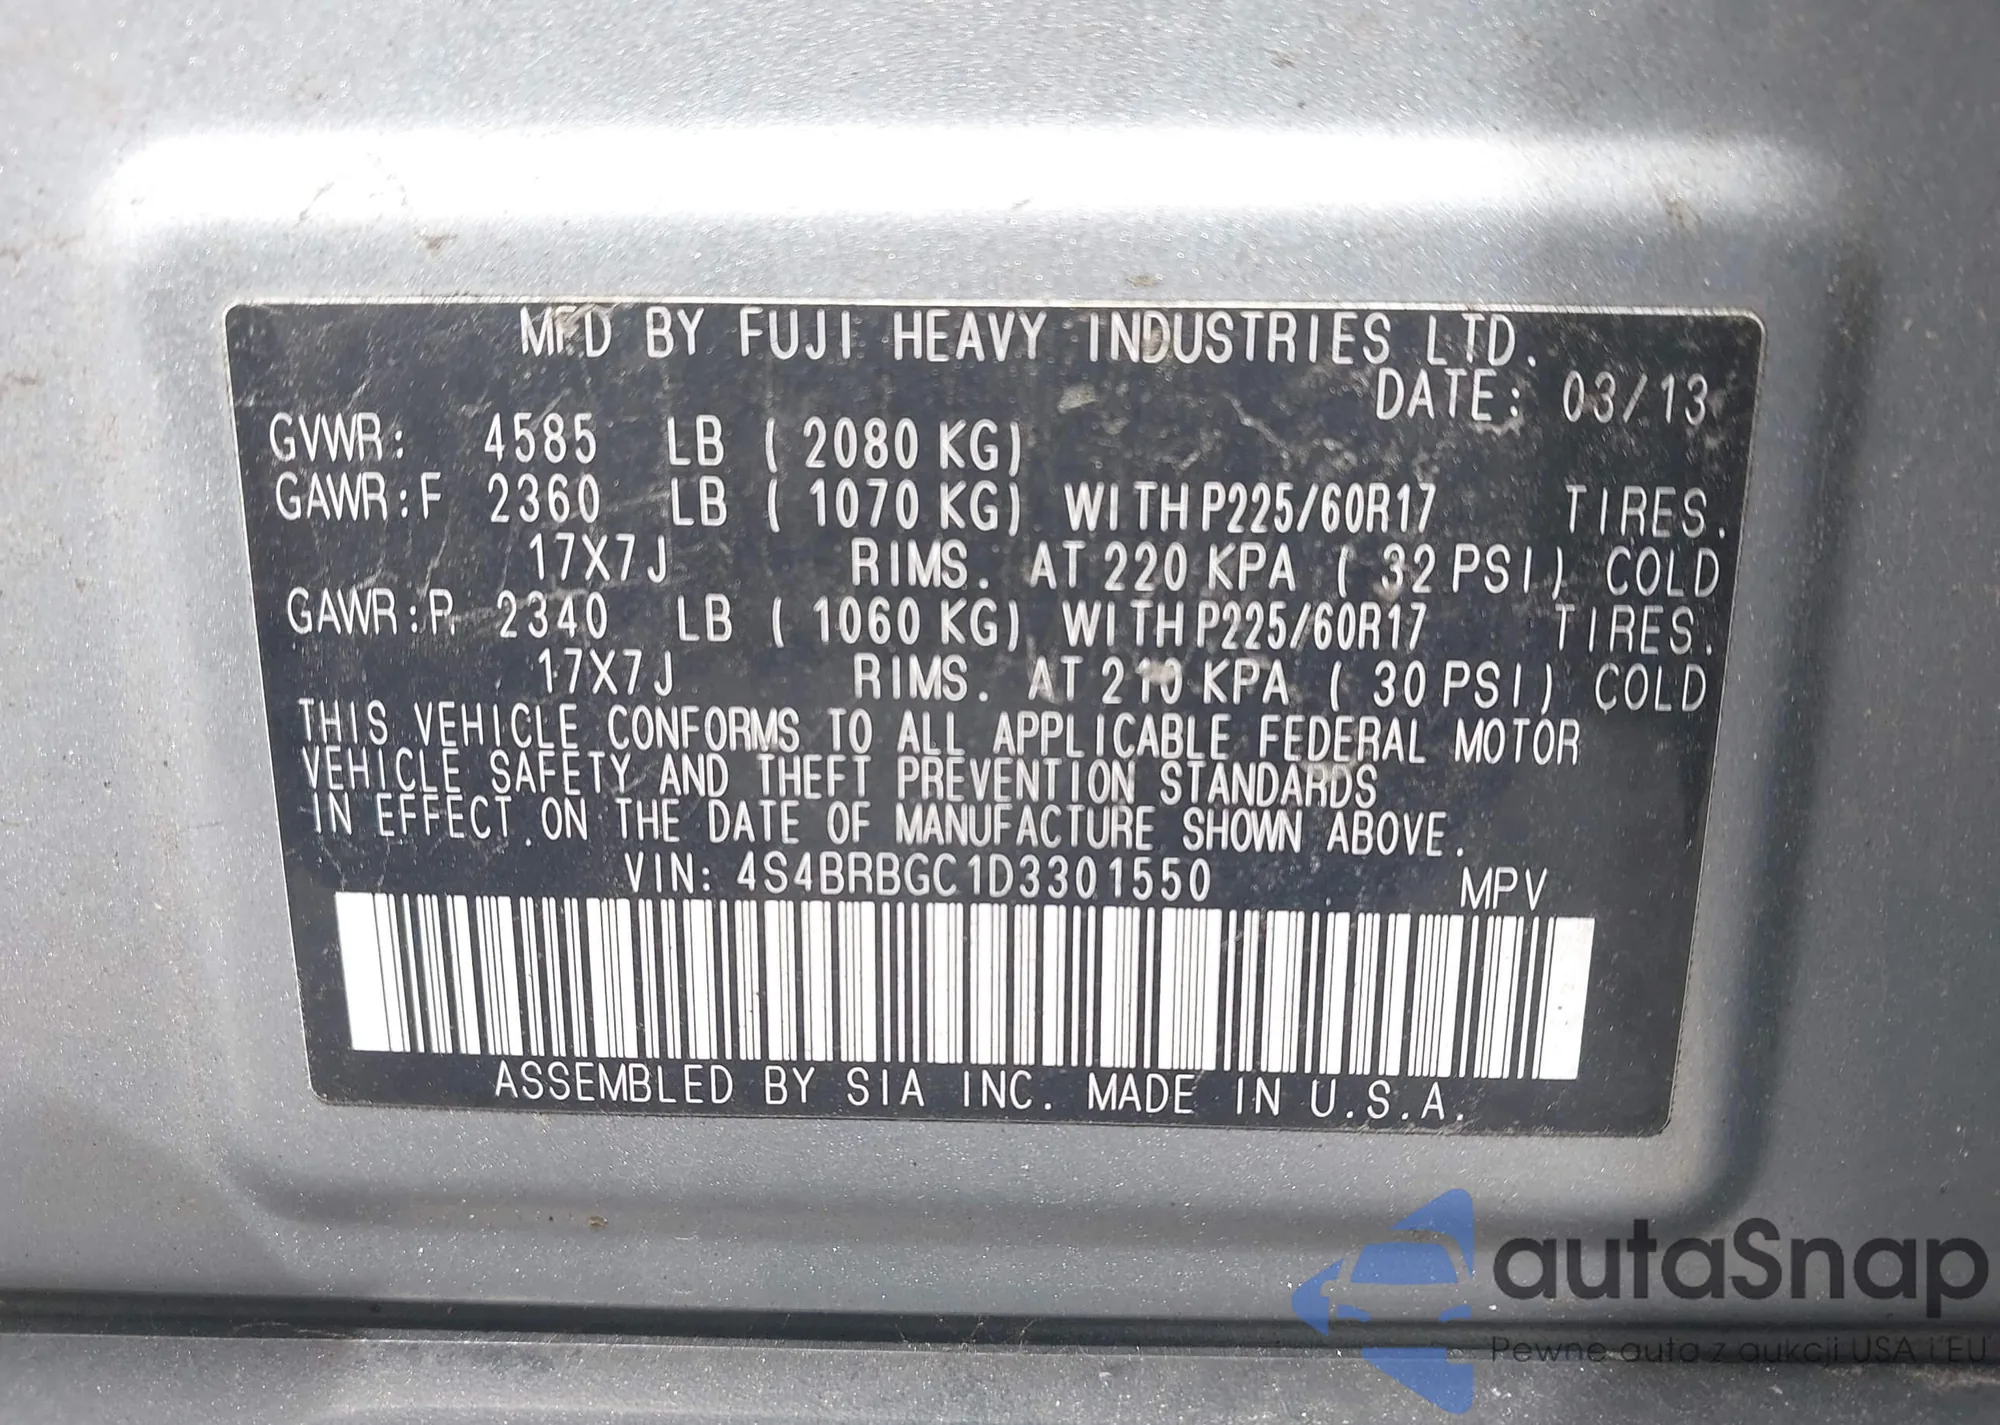 MFD BY FUJI HEAVY INDUSTRIES LTD.
DATE: 03/13
GVWR: 4585 LB ( 2080 KG)
GAWR:F 2360 LB ( 1070 KG) WITH P225/60R17 TIRES.
17X7J RIMS. AT 220 KPA ( 32 PSI) COLD
GAWR:R 2340 LB ( 1060 KG) WITH P225/60R17 TIRES.
17X7J RIMS. AT 210 KPA ( 30 PSI) COLD
THIS VEHICLE CONFORMS TO ALL APPLICABLE FEDERAL MOTOR
VEHICLE SAFETY AND THEFT PREVENTION STANDARDS
IN EFFECT ON THE DATE OF MANUFACTURE SHOWN ABOVE.
VIN: 4S4BRBGC1D3301550 MPV
ASSEMBLED BY SIA INC. MADE IN U.S.A.
autaSnap
Pewne auta z aukcji USA i EU